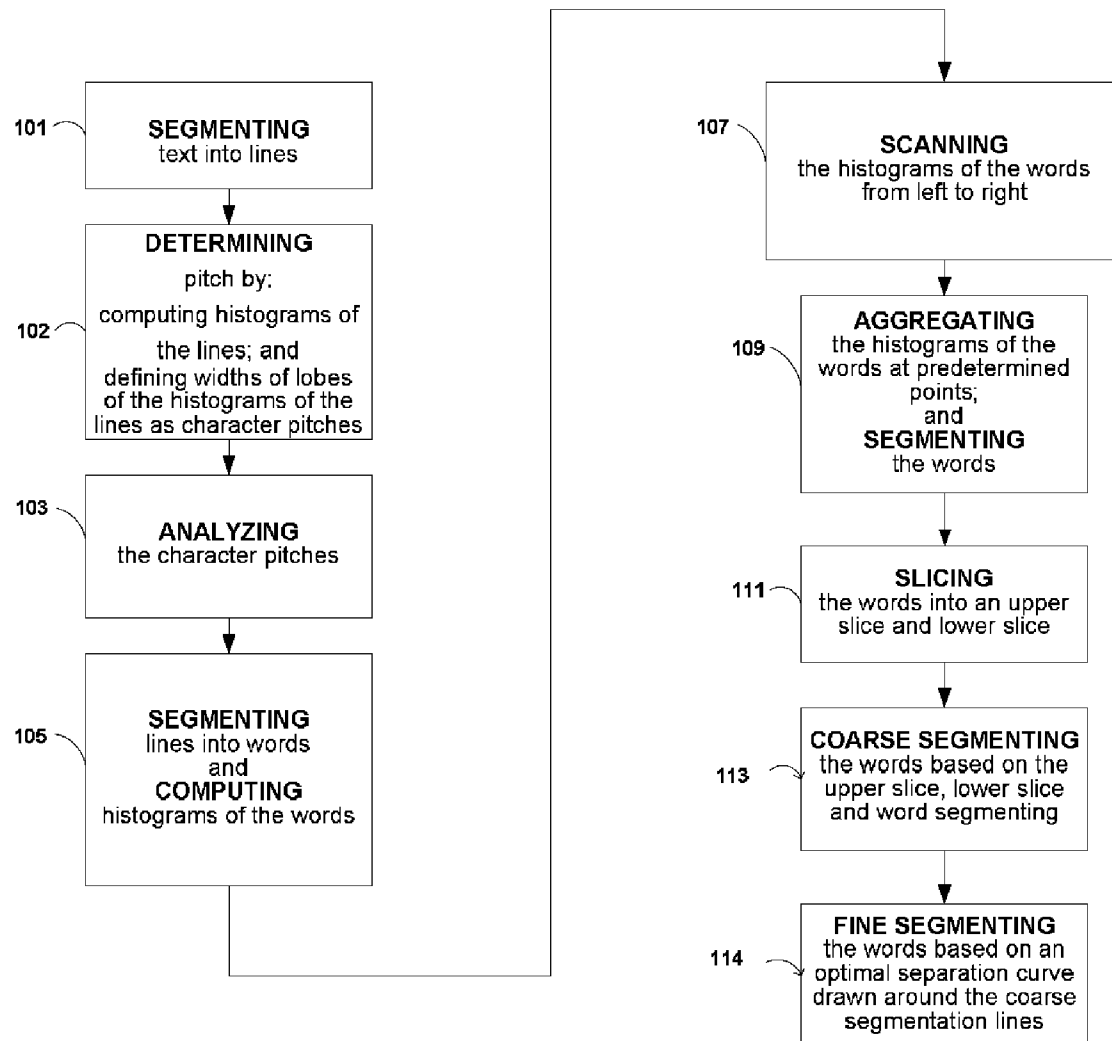 101
SEGMENTING
text into lines
102
DETERMINING
pitch by:
computing histograms of
the lines; and
defining widths of lobes
of the histograms of the
lines as character pitches
103
ANALYZING
the character pitches
105
SEGMENTING
lines into words
and
COMPUTING
histograms of the words
107
SCANNING
the histograms of the words
from left to right
109
AGGREGATING
the histograms of the
words at predetermined
points;
and
SEGMENTING
the words
111
SLICING
the words into an upper
slice and lower slice
113
COARSE SEGMENTING
the words based on the
upper slice, lower slice
and word segmenting
114
FINE SEGMENTING
the words based on an
optimal separation curve
drawn around the coarse
segmentation lines